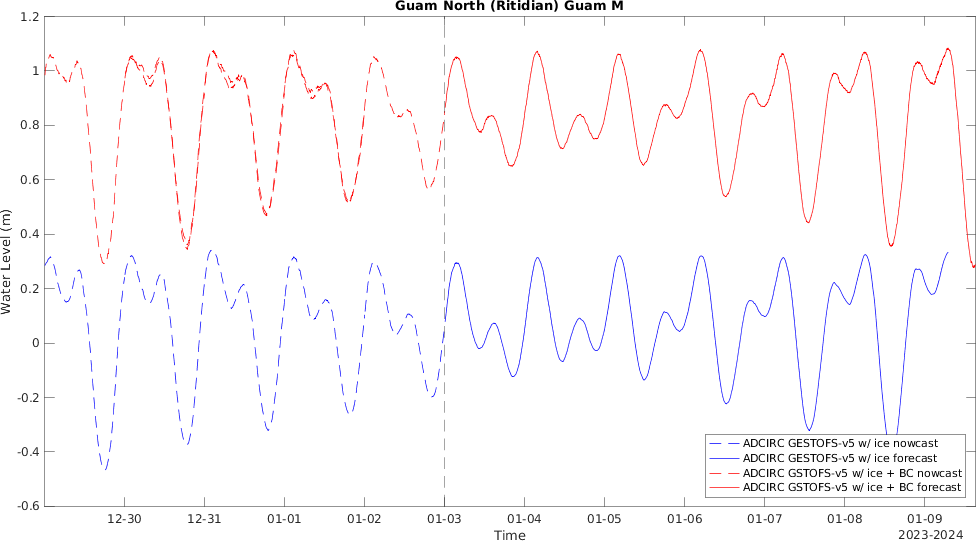 Guam North (Ritidian) Guam M
1.2
1
0.8
0.6
0.4
0.2
0
-0.2
-0.4
-0.6
Water Level (m)
ADCIRC GESTOFS-v5 w/ ice nowcast
ADCIRC GESTOFS-v5 w/ ice forecast
ADCIRC GSTOFS-v5 w/ ice + BC nowcast
ADCIRC GSTOFS-v5 w/ ice + BC forecast
12-30 12-31 01-01 01-02 01-03 01-04 01-05 01-06 01-07 01-08 01-09
Time
2023-2024